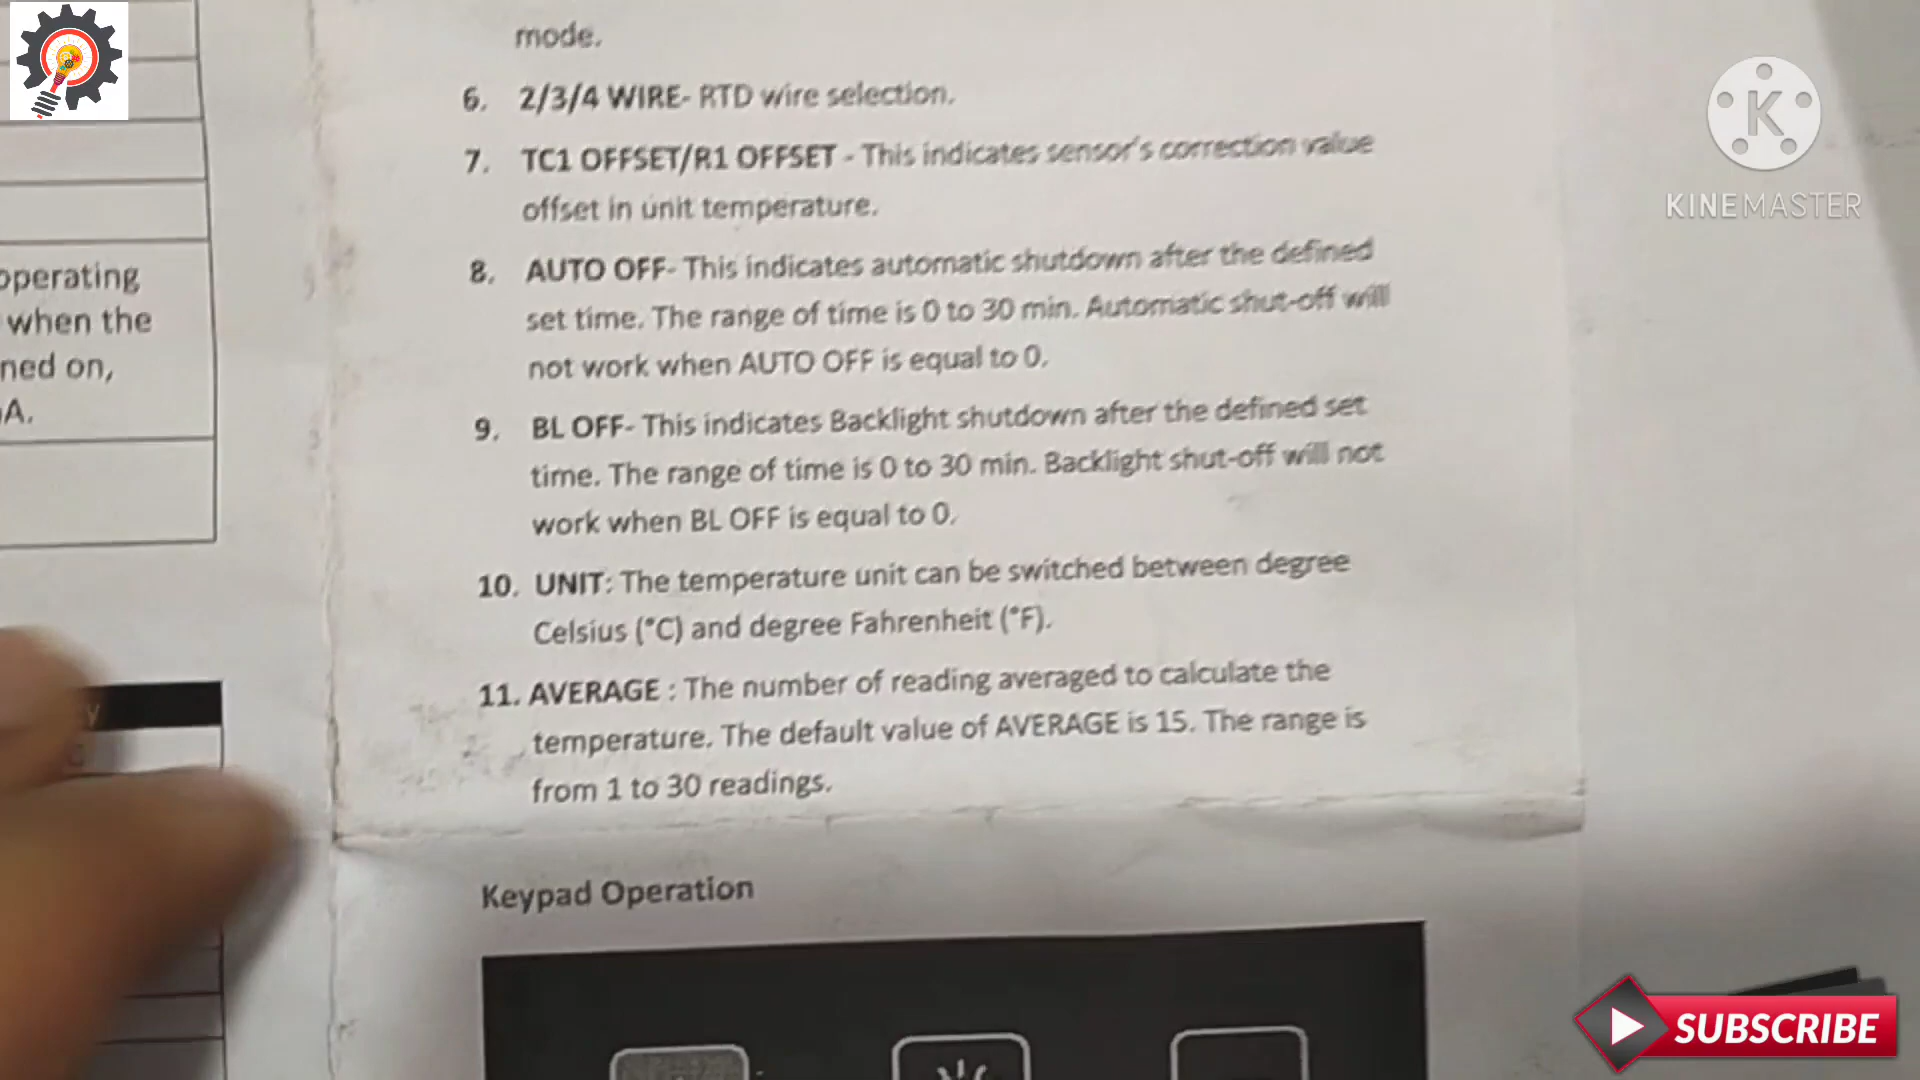 mode.
6. 2/3/4 WIRE- RTD wire selection.
7. TC1 OFFSET/R1 OFFSET - This indicates sensor's correction value
offset in unit temperature.
8. AUTO OFF- This indicates automatic shutdown after the defined
set time. The range of time is 0 to 30 min. Automatic shut-off will
not work when AUTO OFF is equal to 0.
9. BL OFF- This indicates Backlight shutdown after the defined set
time. The range of time is 0 to 30 min. Backlight shut-off will not
work when BL OFF is equal to 0.
10. UNIT: The temperature unit can be switched between degree
Celsius (°C) and degree Fahrenheit (°F).
11. AVERAGE : The number of reading averaged to calculate the
temperature. The default value of AVERAGE is 15. The range is
from 1 to 30 readings.
Keypad Operation
operating
when the
ned on,
A.
K
KINEMASTER
SUBSCRIBE